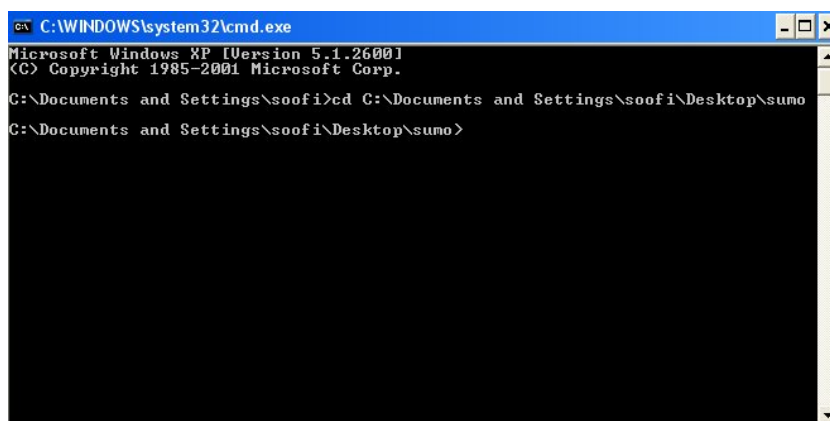 C:\WINDOWS\system32\cmd.exe
Microsoft Windows XP [Version 5.1.2600]
(C) Copyright 1985-2001 Microsoft Corp.
C:\Documents and Settings\soofi>cd C:\Documents and Settings\soofi\Desktop\sumo
C:\Documents and Settings\soofi\Desktop\sumo>